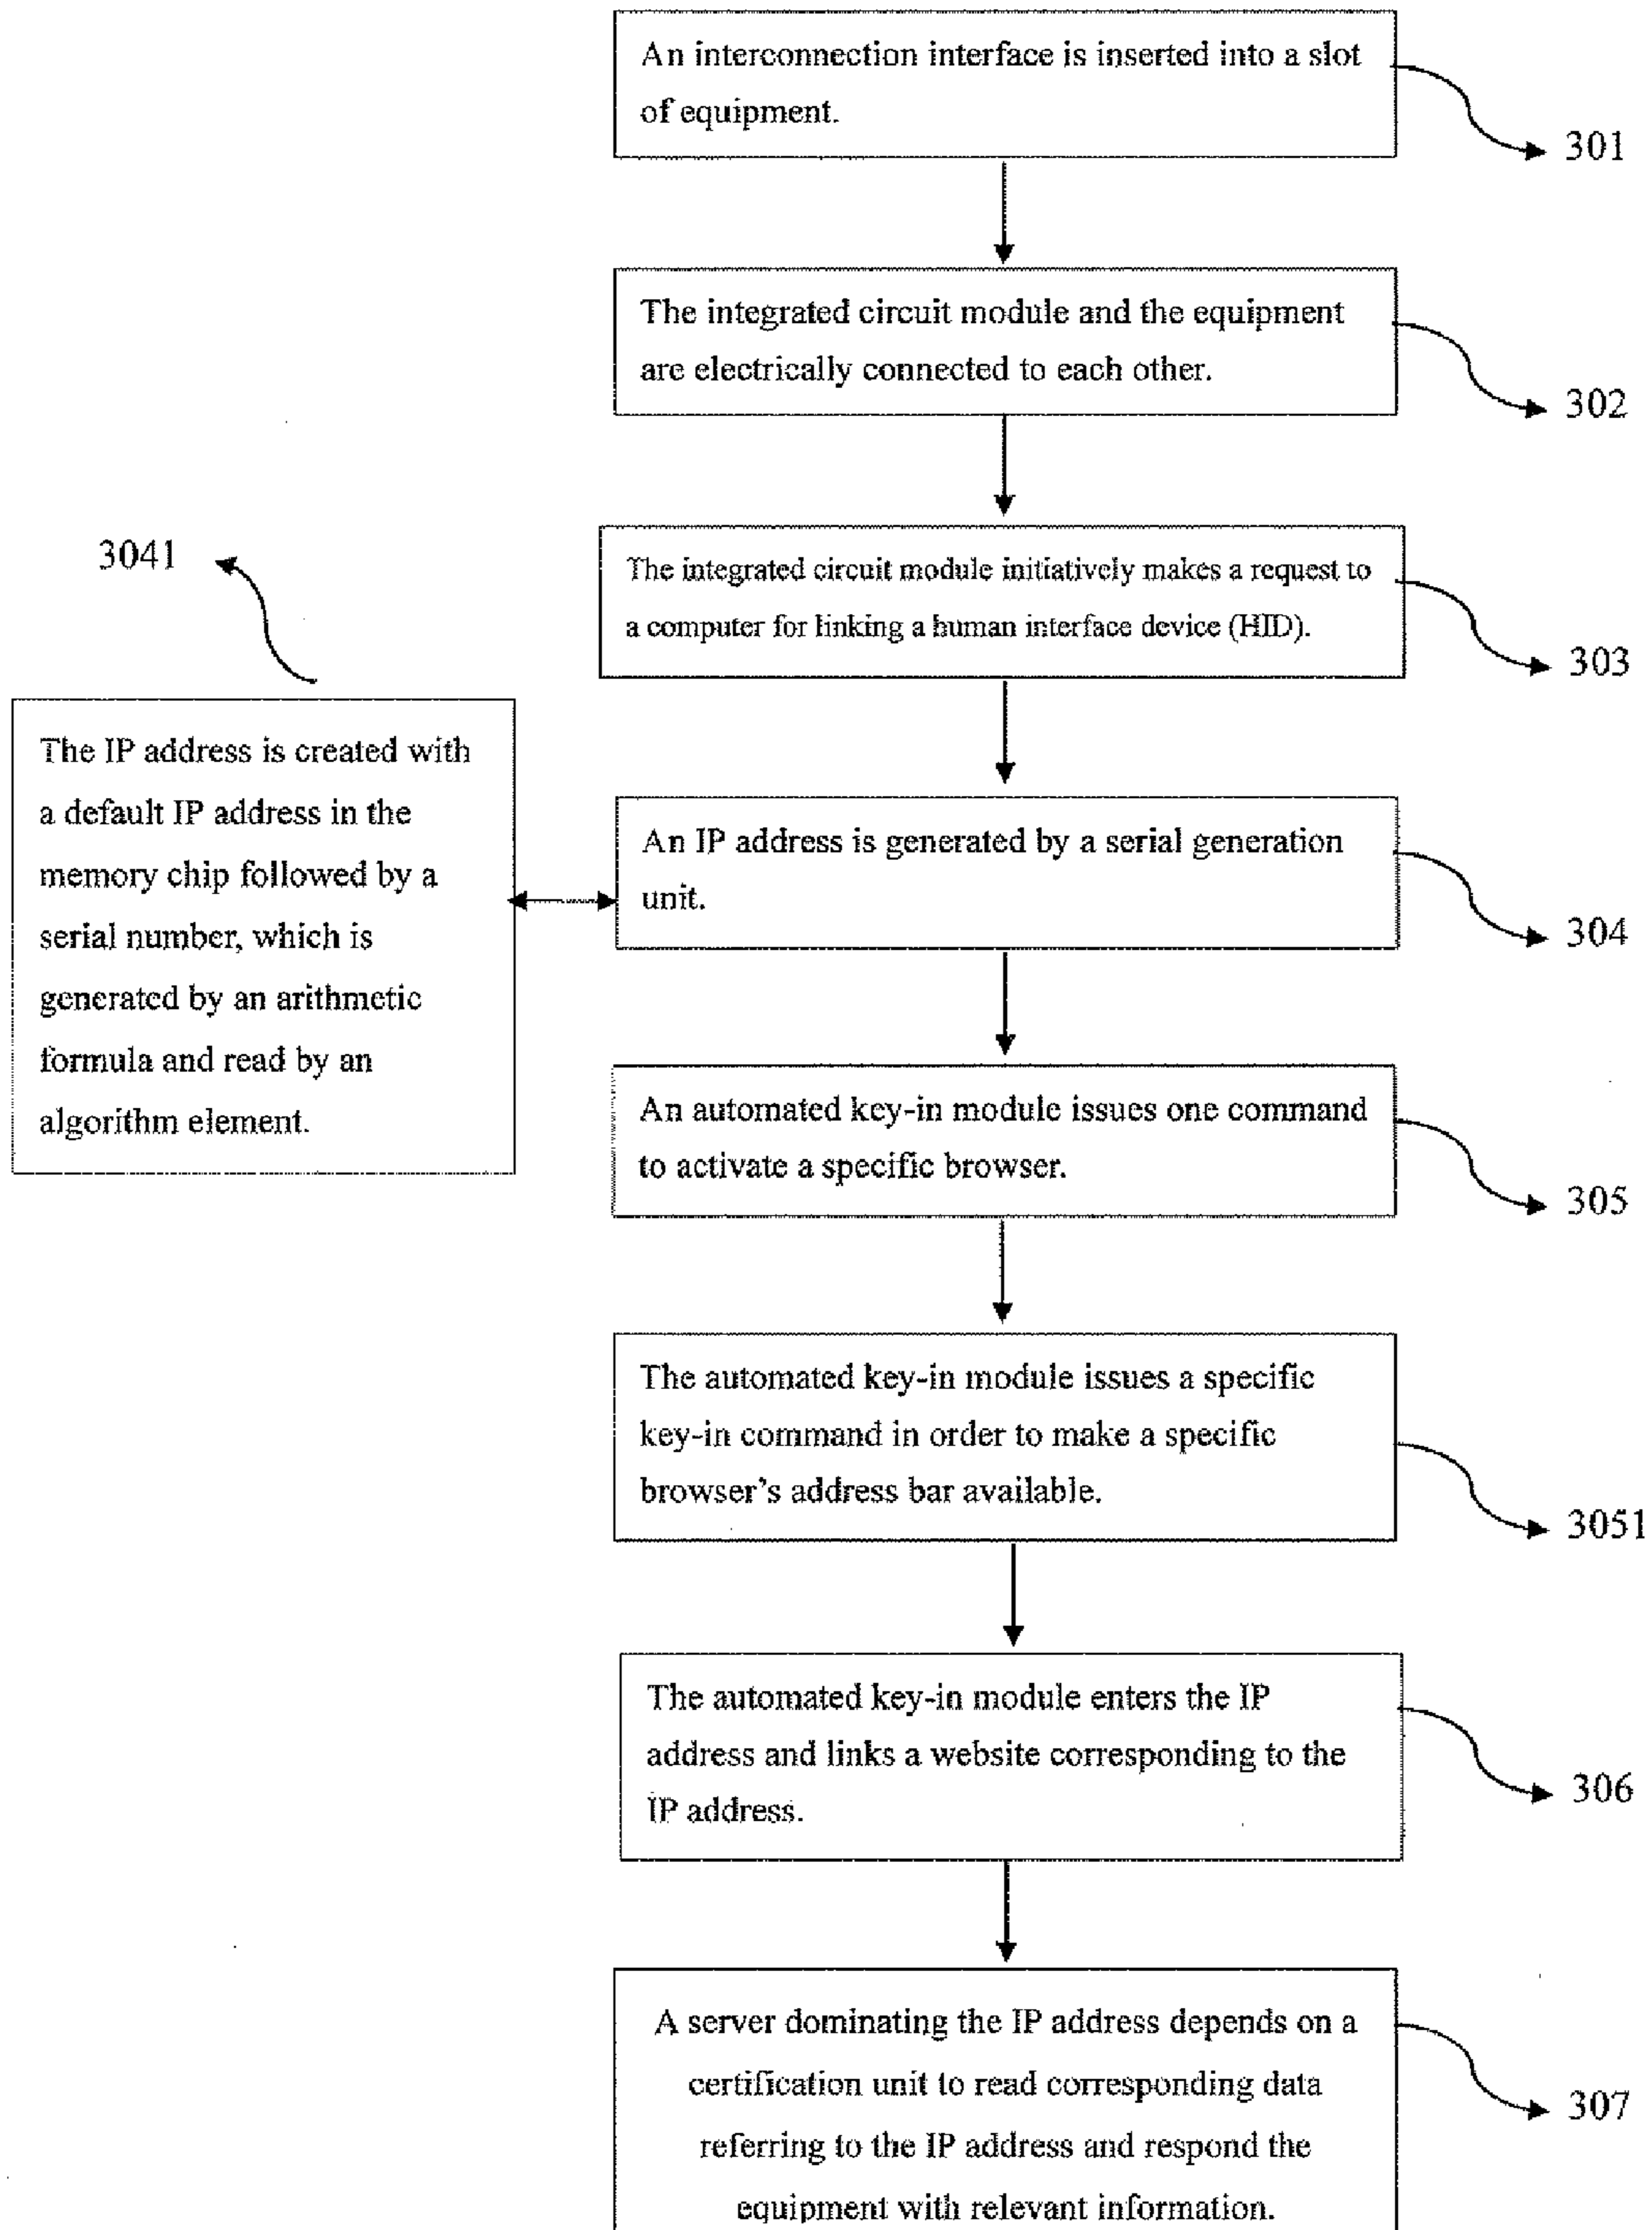 An interconnection interface is inserted into a slot
of equipment.
301
The integrated circuit module and the equipment
are electrically connected to each other.
302
The integrated circuit module initiatively makes a request to
a computer for linking a human interface device (HID).
303
3041
The IP address is created with
a default IP address in the
memory chip followed by a
serial number, which is
generated by an arithmetic
formula and read by an
algorithm element.
An IP address is generated by a serial generation
unit.
304
An automated key-in module issues one command
to activate a specific browser.
305
The automated key-in module issues a specific
key-in command in order to make a specific
browser's address bar available.
3051
The automated key-in module enters the IP
address and links a website corresponding to the
IP address.
306
A server dominating the IP address depends on a
certification unit to read corresponding data
referring to the IP address and respond the
equipment with relevant information.
307